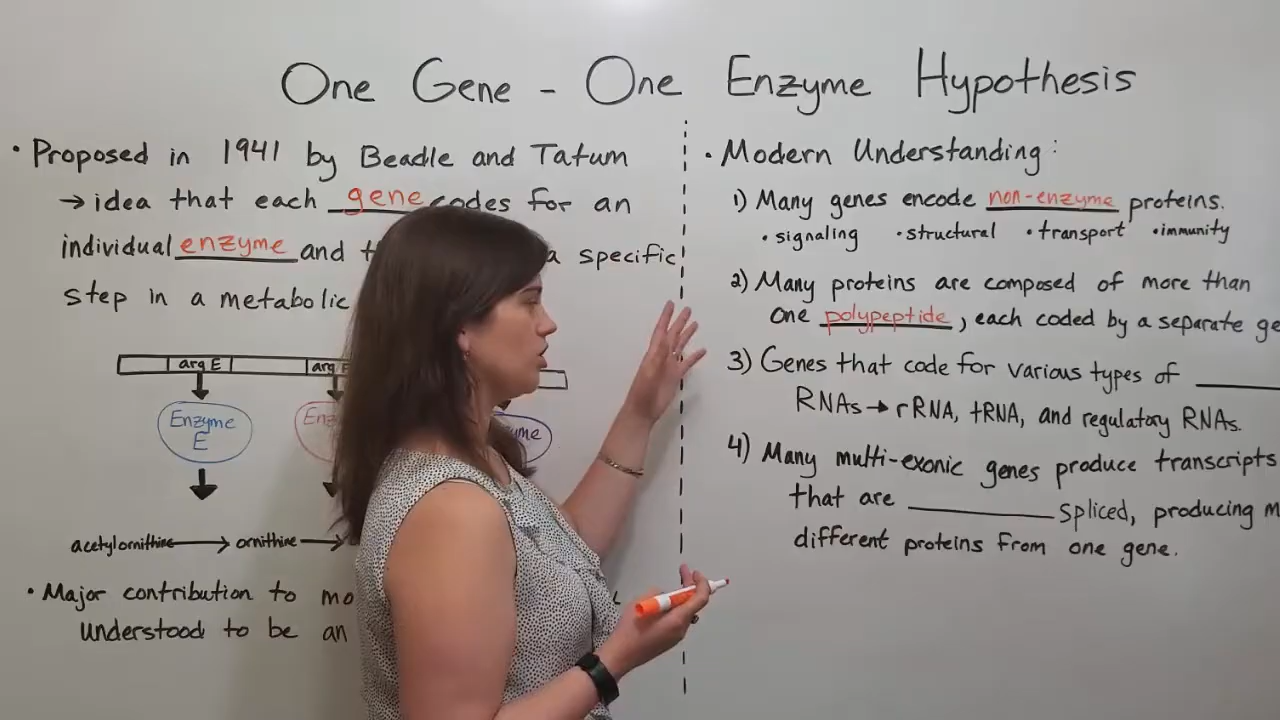 One Gene - One Enzyme Hypothesis
• Proposed in 1941 by Beadle and Tatum
→ idea that each gene codes for an
individual enzyme and a specific
step in a metabolic
arg E arg F
Enzyme
E
acetylornithine → ornithine →
• Major contribution to
understood to be an
• Modern Understanding:
1) Many genes encode non-enzyme proteins.
• signaling • structural • transport • immunity
2) Many proteins are composed of more than
one polypeptide, each coded by a separate
3) Genes that code for various types of ______
RNAs → rRNA, tRNA, and regulatory RNAs.
4) Many multi-exonic genes produce transcripts
that are ______ spliced, producing
different proteins from one gene.